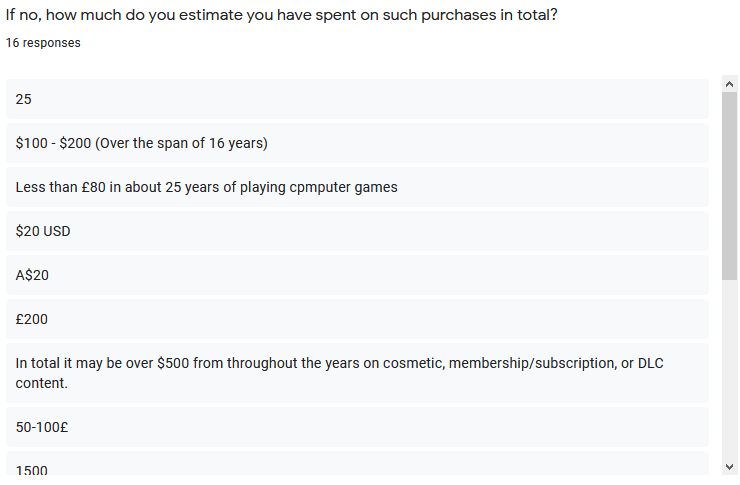 If no, how much do you estimate you have spent on such purchases in total?
16 responses
25
$100 - $200 (Over the span of 16 years)
Less than £80 in about 25 years of playing cpmputer games
$20 USD
A$20
£200
In total it may be over $500 from throughout the years on cosmetic, membership/subscription, or DLC
content.
50-100£
1500